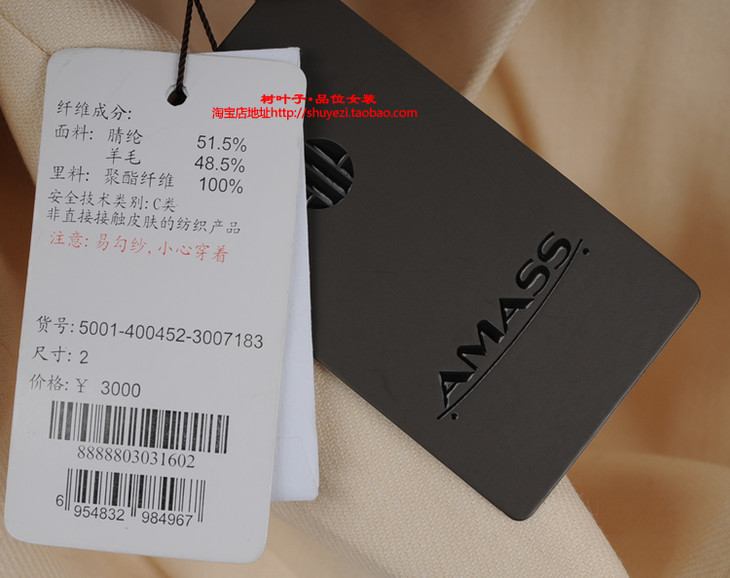 树叶子·品位女装
淘宝店地址http://shuyezl.taobao.com
纤维成分:
面料: 腈纶 51.5%
羊毛 48.5%
里料: 聚酯纤维 100%
安全技术类别:C类
非直接接触皮肤的纺织产品
注意:易勾纱,小心穿着
货号:5001-400452-3007183
尺寸:2
价格:¥ 3000
8888803031602
6 954832 984967
AMASS